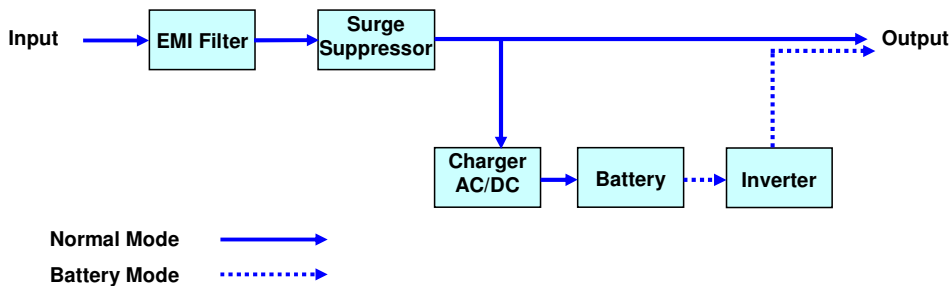 Input
EMI Filter
Surge
Suppressor
Output
Charger
AC/DC
Battery
Inverter
Normal Mode
Battery Mode